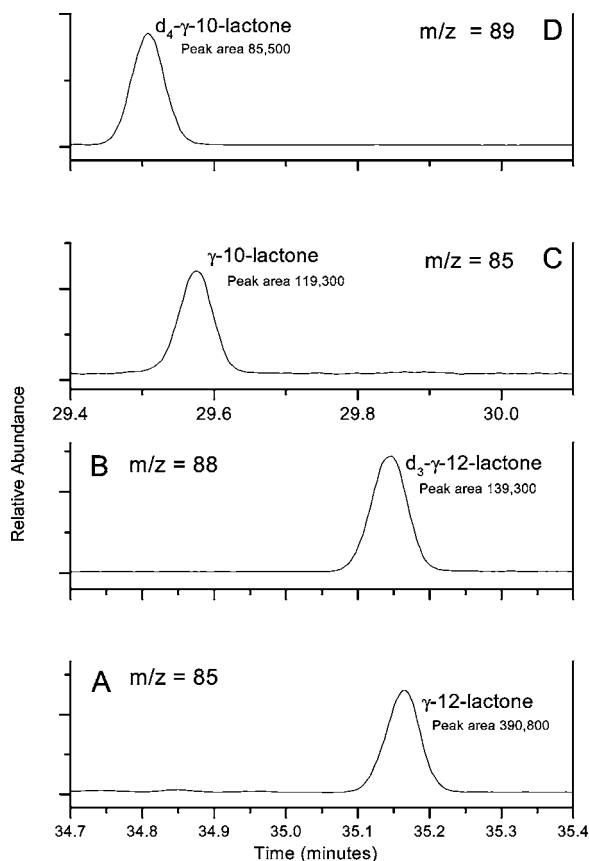 d4-γ-10-lactone
Peak area 85,500
m/z = 89 D
γ-10-lactone
Peak area 119,300
m/z = 85 C
29.4 29.6 29.8 30.0
Relative Abundance
B m/z = 88
d3-γ-12-lactone
Peak area 139,300
A m/z = 85
γ-12-lactone
Peak area 390,800
34.7 34.8 34.9 35.0 35.1 35.2 35.3 35.4
Time (minutes)